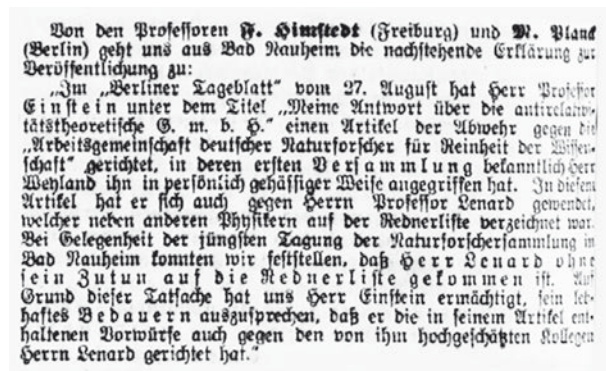 Von den Professoren F. Himstedt (Freiburg) und M. Planck
(Berlin) geht uns aus Bad Nauheim die nachstehende Erklärung zur
Veröffentlichung zu:
„Im „Berliner Tageblatt" vom 27. August hat Herr Professor
Einstein unter dem Titel „Meine Antwort über die antirelativi-
tätstheoretische G. m. b. H." einen Artikel der Abwehr gegen die
„Arbeitsgemeinschaft deutscher Naturforscher für Reinheit der Wissen-
schaft" gerichtet, in deren ersten Versammlung bekanntlich Herr
Weyland ihn in persönlich gehässiger Weise angegriffen hat. In diesem
Artikel hat er sich auch gegen Herrn Professor Lenard gewendet,
welcher neben anderen Physikern auf der Rednerliste verzeichnet war.
Bei Gelegenheit der jüngsten Tagung der Naturforschersammlung in
Bad Nauheim konnten wir feststellen, daß Herr Lenard ohne
sein Zutun auf die Rednerliste gekommen ist. Auf
Grund dieser Tatsache hat uns Herr Einstein ermächtigt, sein leb-
haftes Bedauern auszusprechen, daß er die in seinem Artikel ent-
haltenen Vorwürfe auch gegen den von ihm hochgeschätzten Kollegen
Herrn Lenard gerichtet hat."